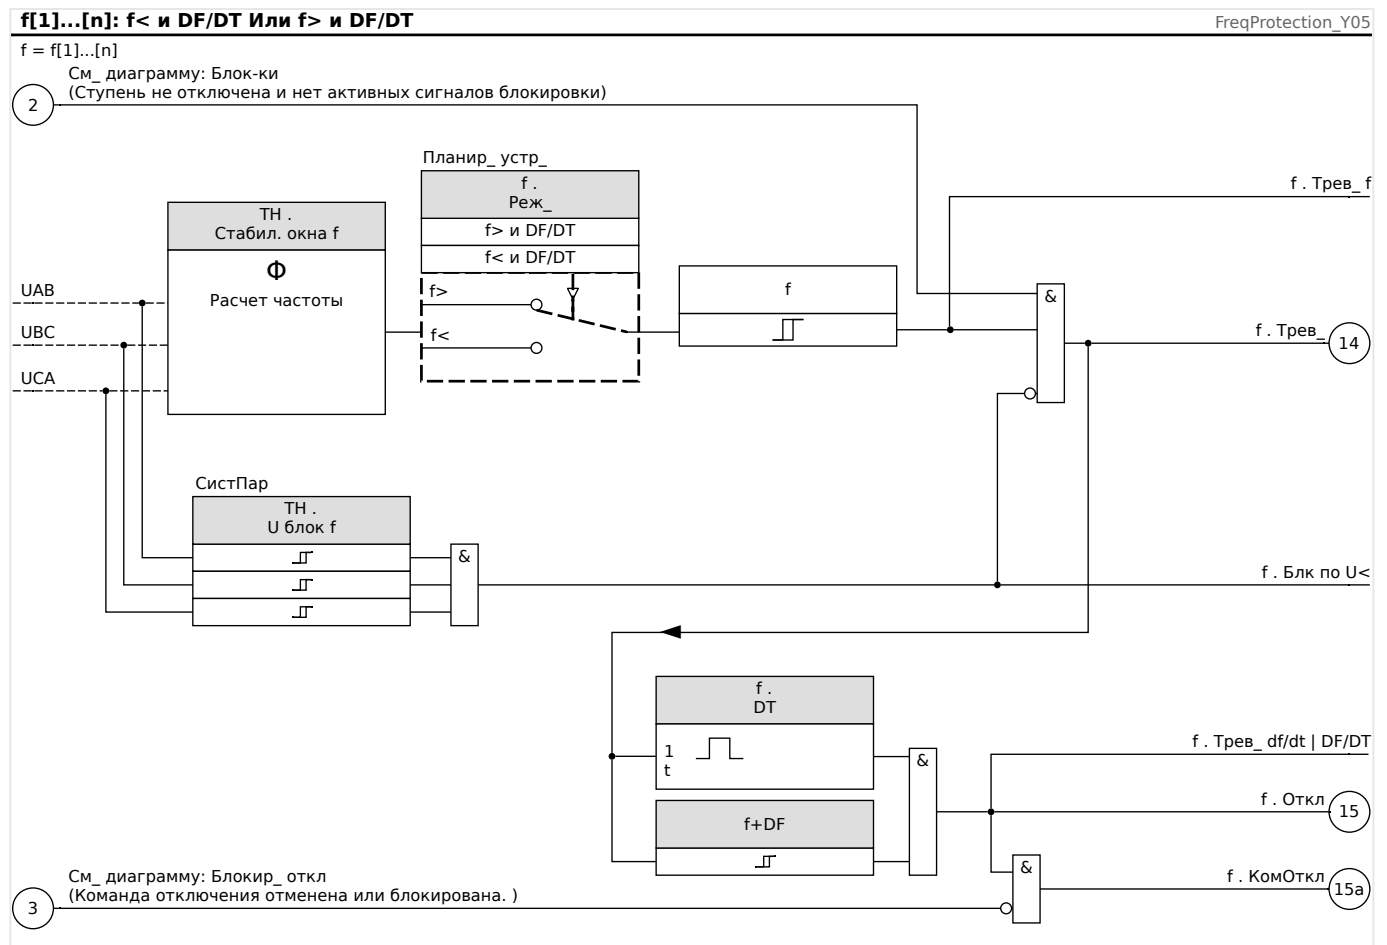 f[1]...[n]: f< и DF/DT Или f> и DF/DT
FreqProtection_Y05
f = f[1]...[n]
См_ диаграмму: Блок-ки
(Ступень не отключена и нет активных сигналов блокировки)
2
Планир_ устр_
f .
Реж_
f> и DF/DT
f< и DF/DT
f . Трев_ f
ТН .
Стабил. окна f
Φ
Расчет частоты
UAB
UBC
UCA
f>
f<
f
&
f . Трев_
14
СистПар
ТН .
U блок f
&
f . Блк по U<
f .
DT
1
t
&
f+DF
f . Трев_ df/dt | DF/DT
f . Откл
15
&
f . КомОткл
15a
См_ диаграмму: Блокир_ откл
(Команда отключения отменена или блокирована. )
3